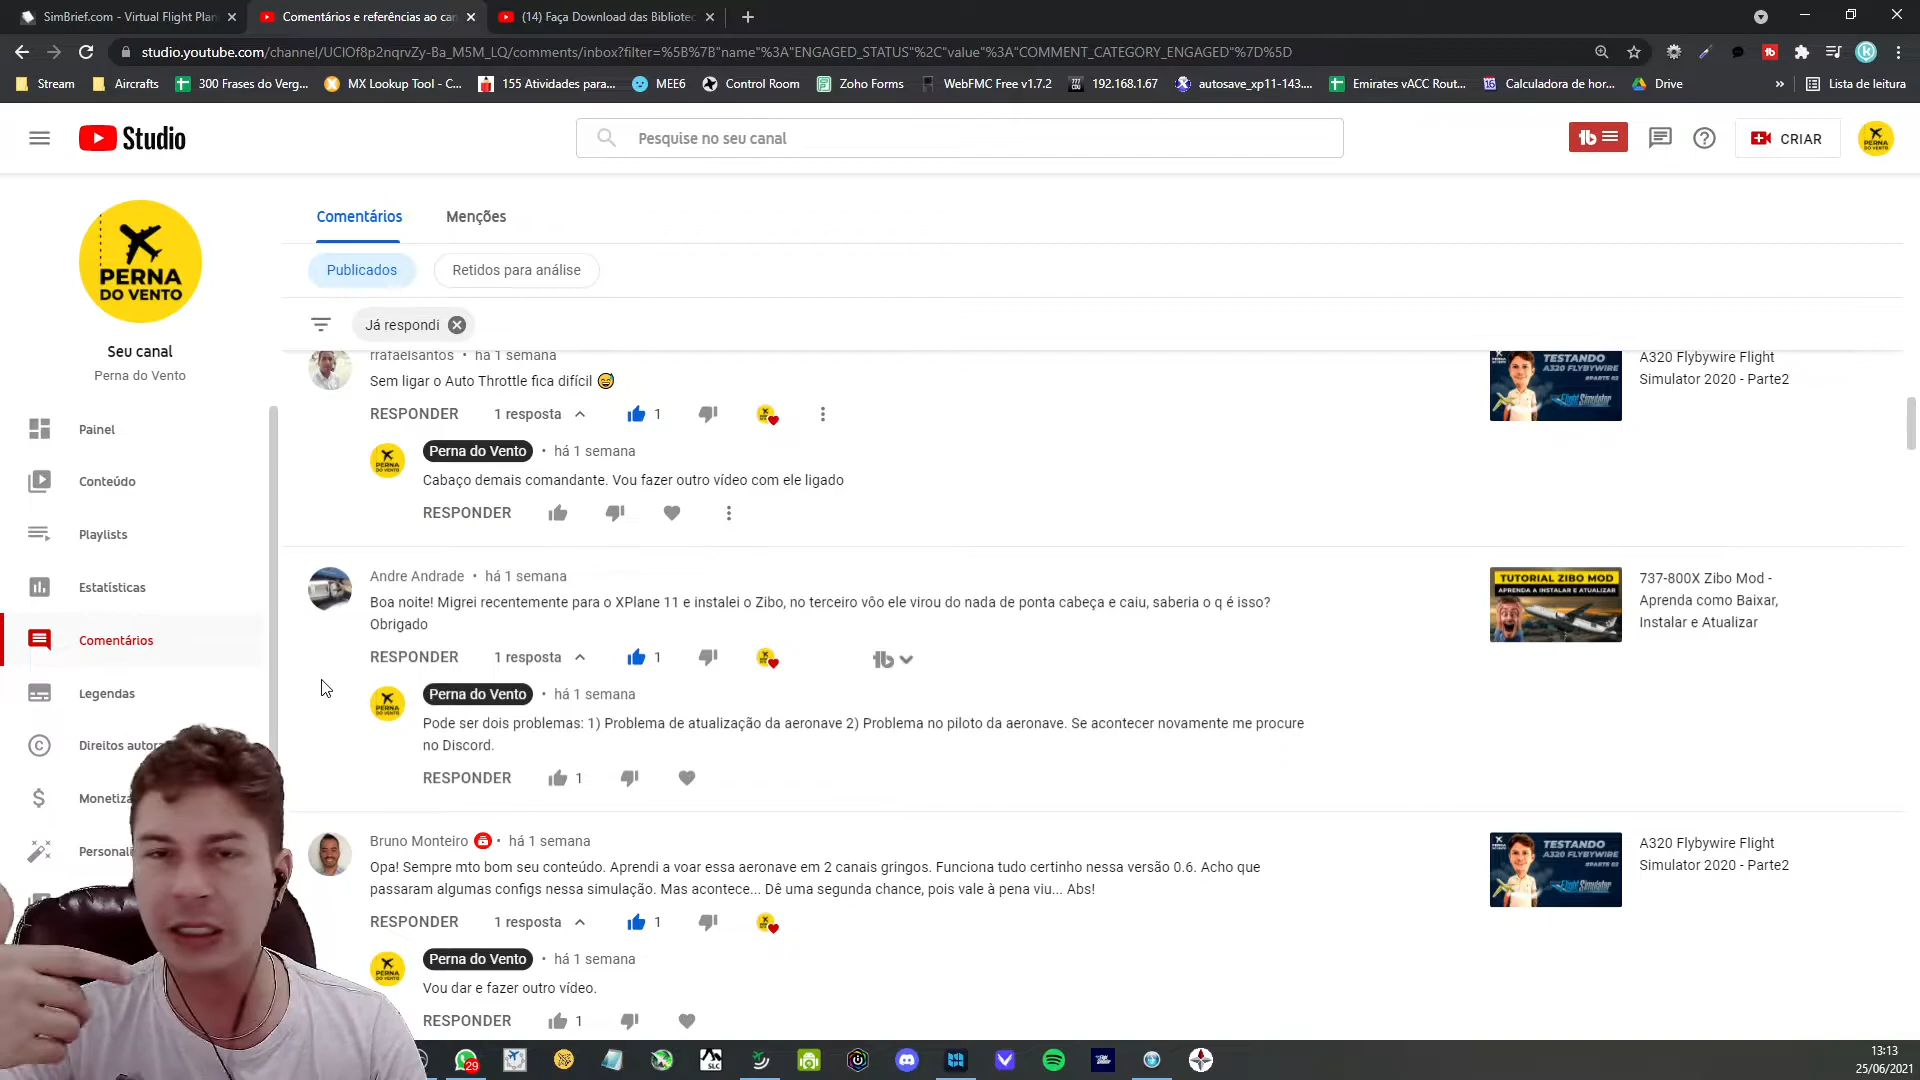 SimBrief.com - Virtual Flight Plan
Comentários e referências ao can
(14) Faça Download das Bibliotec
studio.youtube.com/channel/UClOf8p2nqrvZy-Ba_M5M_LQ/comments/inbox?filter=%5B%7B"name"%3A"ENGAGED_STATUS"%2C"value"%3A"COMMENT_CATEGORY_ENGAGED"%7D%5D
Stream Aircrafts 300 Frases do Verg... MX Lookup Tool - C... 155 Atividades para... MEE6 Control Room Zoho Forms WebFMC Free v1.7.2 192.168.1.67 autosave_xp11-143.... Emirates vACC Rout... Calculadora de hor... Drive » Lista de leitura
Studio
Pesquise no seu canal
CRIAR
PERNA
DO VENTO
Seu canal
Perna do Vento
Painel
Conteúdo
Playlists
Estatísticas
Comentários
Legendas
Direitos autora
Monetiza
Personali
Comentários Menções
Publicados Retidos para análise
Já respondi
rrafaelsantos • há 1 semana
Sem ligar o Auto Throttle fica difícil 😅
RESPONDER 1 resposta 1
Perna do Vento • há 1 semana
Cabaço demais comandante. Vou fazer outro vídeo com ele ligado
RESPONDER
TESTANDO
A320 FLYBYWIRE
Flight Simulator
A320 Flybywire Flight
Simulator 2020 - Parte2
Andre Andrade • há 1 semana
Boa noite! Migrei recentemente para o XPlane 11 e instalei o Zibo, no terceiro vôo ele virou do nada de ponta cabeça e caiu, saberia o q é isso?
Obrigado
RESPONDER 1 resposta 1
Perna do Vento • há 1 semana
Pode ser dois problemas: 1) Problema de atualização da aeronave 2) Problema no piloto da aeronave. Se acontecer novamente me procure
no Discord.
RESPONDER 1
TUTORIAL ZIBO MOD
APRENDA A INSTALAR E ATUALIZAR
737-800X Zibo Mod -
Aprenda como Baixar,
Instalar e Atualizar
Bruno Monteiro • há 1 semana
Opa! Sempre mto bom seu conteúdo. Aprendi a voar essa aeronave em 2 canais gringos. Funciona tudo certinho nessa versão 0.6. Acho que
passaram algumas configs nessa simulação. Mas acontece... Dê uma segunda chance, pois vale à pena viu... Abs!
RESPONDER 1 resposta 1
Perna do Vento • há 1 semana
Vou dar e fazer outro vídeo.
RESPONDER 1
TESTANDO
A320 FLYBYWIRE
Flight Simulator
A320 Flybywire Flight
Simulator 2020 - Parte2
29
SLC
13:13
25/06/2021